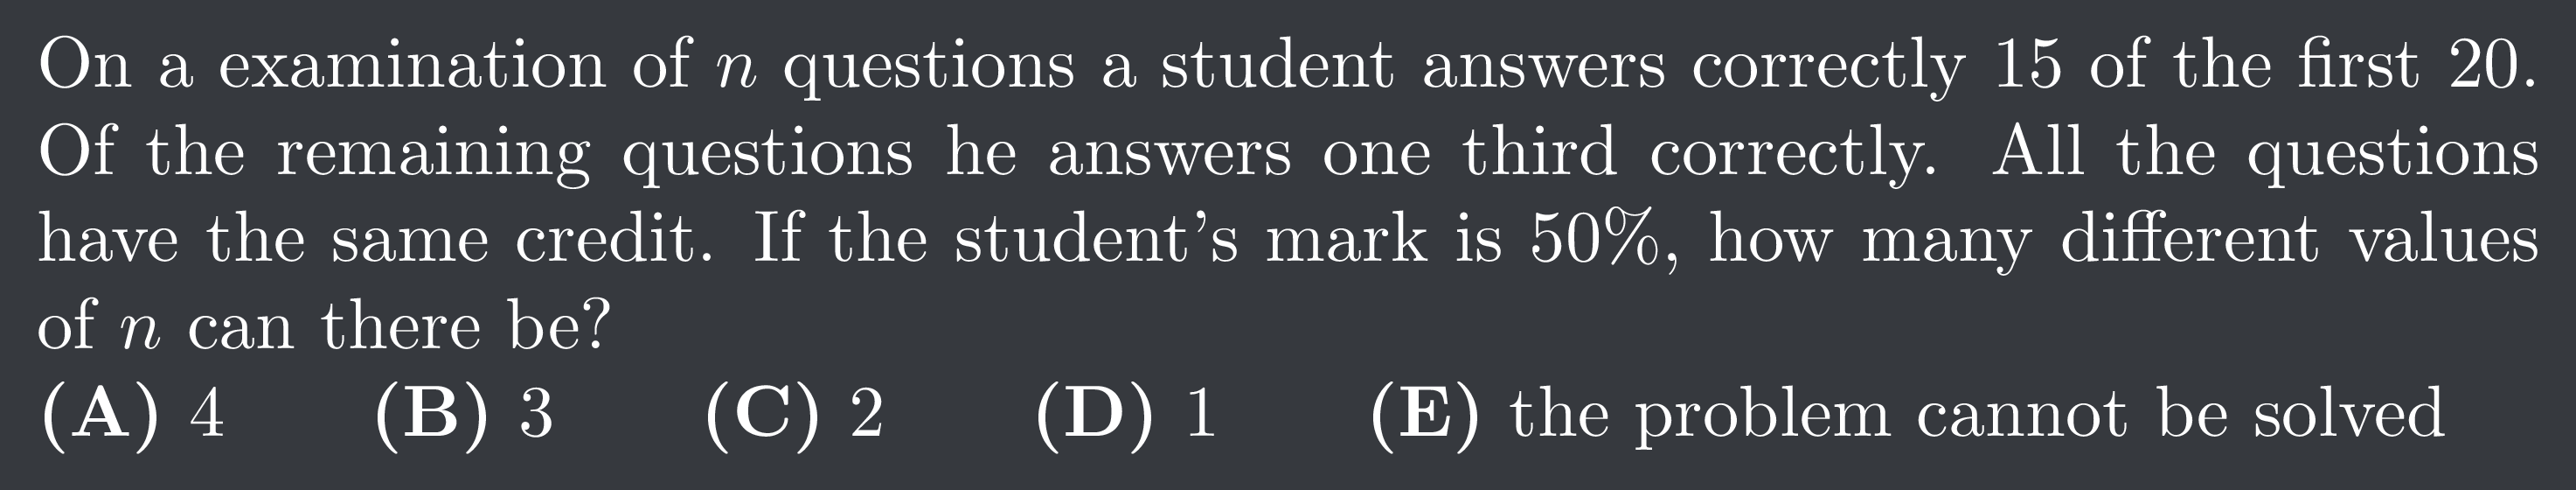 On a examination of n questions a student answers correctly 15 of the first 20.
Of the remaining questions he answers one third correctly. All the questions
have the same credit. If the student's mark is 50%, how many different values
of n can there be?
(A) 4 (B) 3 (C) 2 (D) 1 (E) the problem cannot be solved